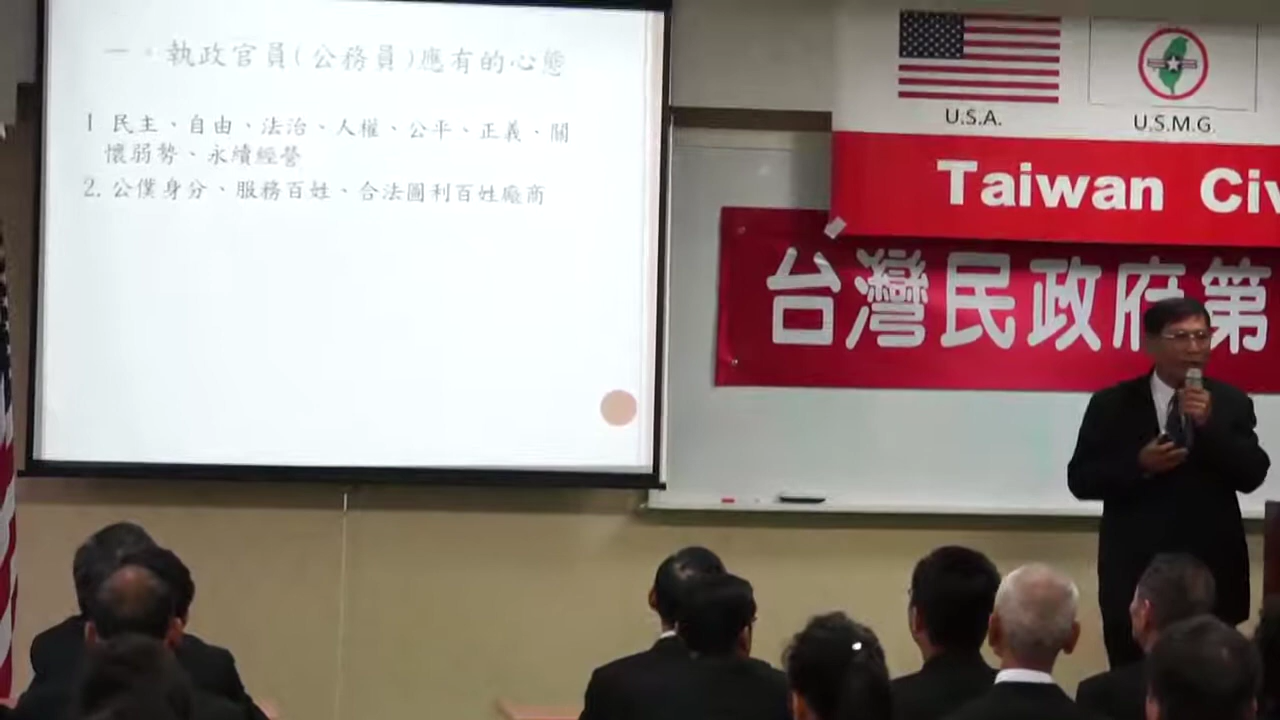 一、執政官員(公務員)應有的心態
1 民主、自由、法治、人權、公平、正義、關
懷弱勢、永續經營
2. 公僕身分、服務百姓、合法圖利百姓廠商
U.S.A.
U.S.M.G.
Taiwan Civ
台灣民政府第